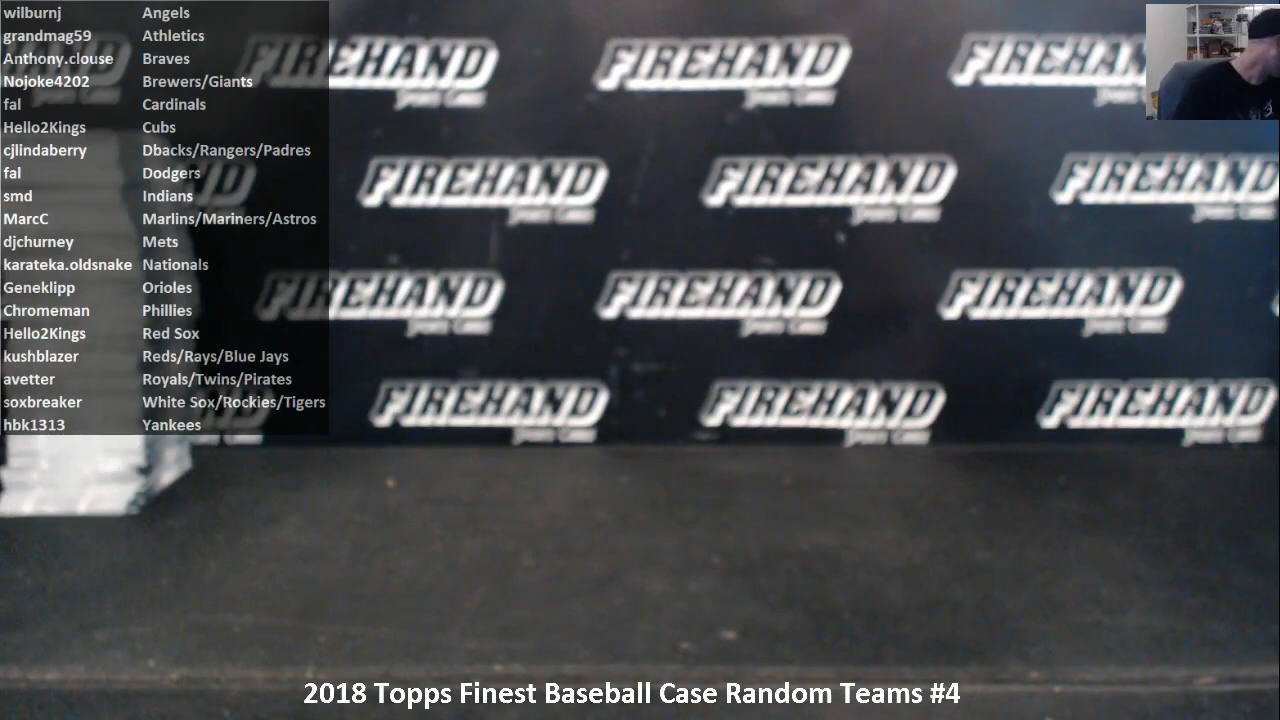 wilburnj Angels
grandmag59 Athletics
Anthony.clouse Braves
Nojoke4202 Brewers/Giants
fal Cardinals
Hello2Kings Cubs
cjlindaberry Dbacks/Rangers/Padres
fal Dodgers
smd Indians
MarcC Marlins/Mariners/Astros
djchurney Mets
karateka.oldsnake Nationals
Geneklipp Orioles
Chromeman Phillies
Hello2Kings Red Sox
kushblazer Reds/Rays/Blue Jays
avetter Royals/Twins/Pirates
soxbreaker White Sox/Rockies/Tigers
hbk1313 Yankees
FIREHAND FIREHAND FIREHAND
FIREHAND FIREHAND FIREHAND
FIREHAND FIREHAND FIREHAND
FIREHAND FIREHAND FIREHAND
2018 Topps Finest Baseball Case Random Teams #4